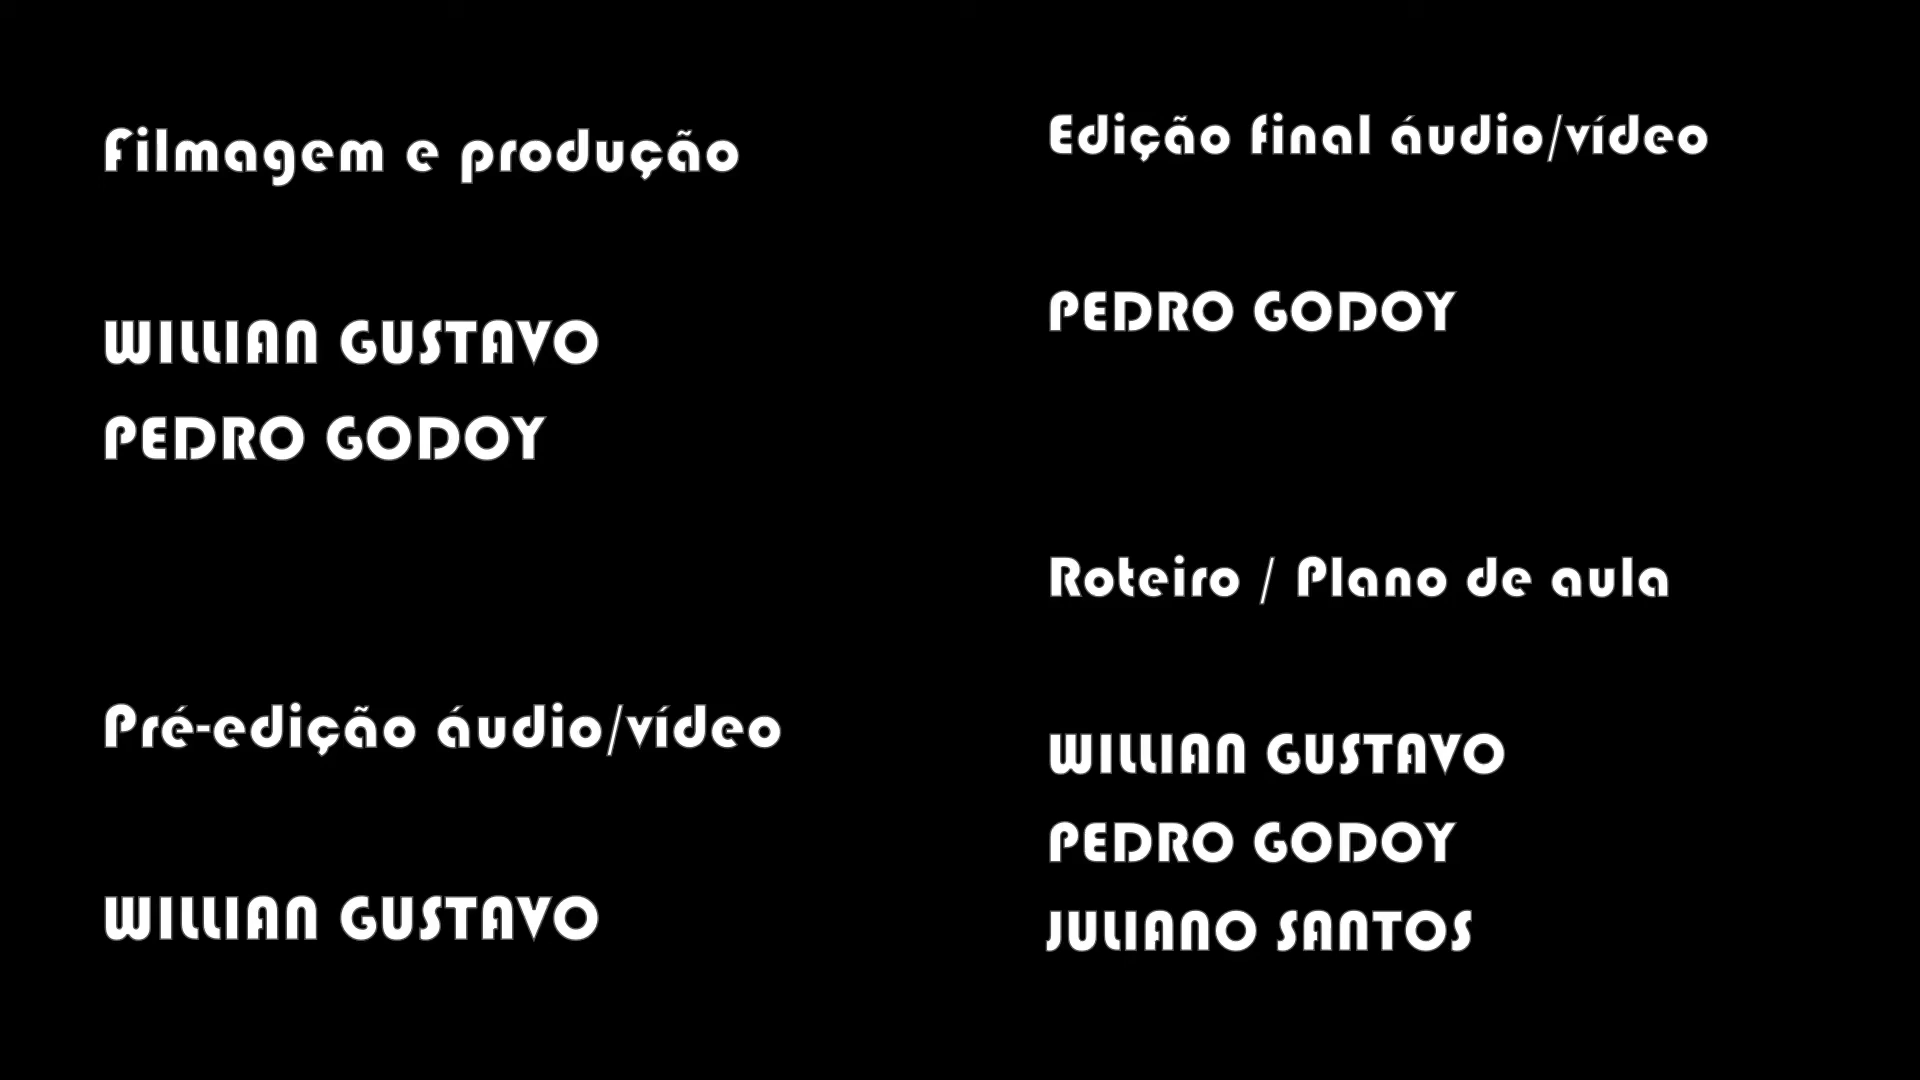 Filmagem e produção
WILLIAN GUSTAVO
PEDRO GODOY
Pré-edição áudio/vídeo
WILLIAN GUSTAVO
Edição final áudio/vídeo
PEDRO GODOY
Roteiro / Plano de aula
WILLIAN GUSTAVO
PEDRO GODOY
JULIANO SANTOS